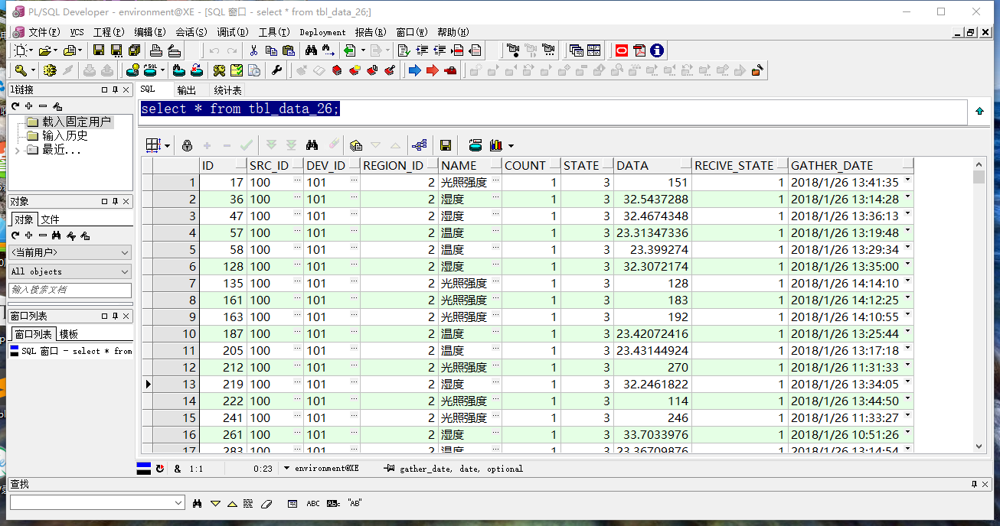 PL/SQL Developer - environment@XE - [SQL 窗口 - select * from tbl_data_26;]
文件(F) VCS 工程(P) 编辑(E) 会话(S) 调试(D) 工具(T) Deployment 报告(R) 窗口(W) 帮助(H)
1链接
SQL 输出 统计表
select * from tbl_data_26;
载入固定用户
输入历史
最近...
ID SRC_ID DEV_ID REGION_ID NAME COUNT STATE DATA RECIVE_STATE GATHER_DATE
1 17 100 101 2 光照强度 1 3 151 1 2018/1/26 13:41:35
2 36 100 101 2 湿度 1 3 32.5437288 1 2018/1/26 13:14:28
3 47 100 101 2 湿度 1 3 32.4674348 1 2018/1/26 13:36:13
4 57 100 101 2 温度 1 3 23.31347336 1 2018/1/26 13:19:48
5 58 100 101 2 温度 1 3 23.399274 1 2018/1/26 13:29:34
6 128 100 101 2 湿度 1 3 32.3072174 1 2018/1/26 13:35:00
7 135 100 101 2 光照强度 1 3 128 1 2018/1/26 14:14:10
8 161 100 101 2 光照强度 1 3 183 1 2018/1/26 14:12:25
9 163 100 101 2 光照强度 1 3 192 1 2018/1/26 14:10:55
10 187 100 101 2 温度 1 3 23.42072416 1 2018/1/26 13:25:44
11 205 100 101 2 温度 1 3 23.43144924 1 2018/1/26 13:17:18
12 212 100 101 2 光照强度 1 3 270 1 2018/1/26 11:31:33
13 219 100 101 2 湿度 1 3 32.2461822 1 2018/1/26 13:34:05
14 222 100 101 2 光照强度 1 3 114 1 2018/1/26 13:44:50
15 241 100 101 2 光照强度 1 3 246 1 2018/1/26 11:33:27
16 261 100 101 2 湿度 1 3 33.7033976 1 2018/1/26 10:51:26
17 283 100 101 2 温度 1 3 23.36709876 1 2018/1/26 13:14:54
对象
对象 文件
<当前用户>
All objects
输入搜索文档
窗口列表
窗口列表 模板
SQL 窗口 - select * from
& 1:1 0:23 environment@XE gather_date, date, optional
查找
ABC AB "AB"